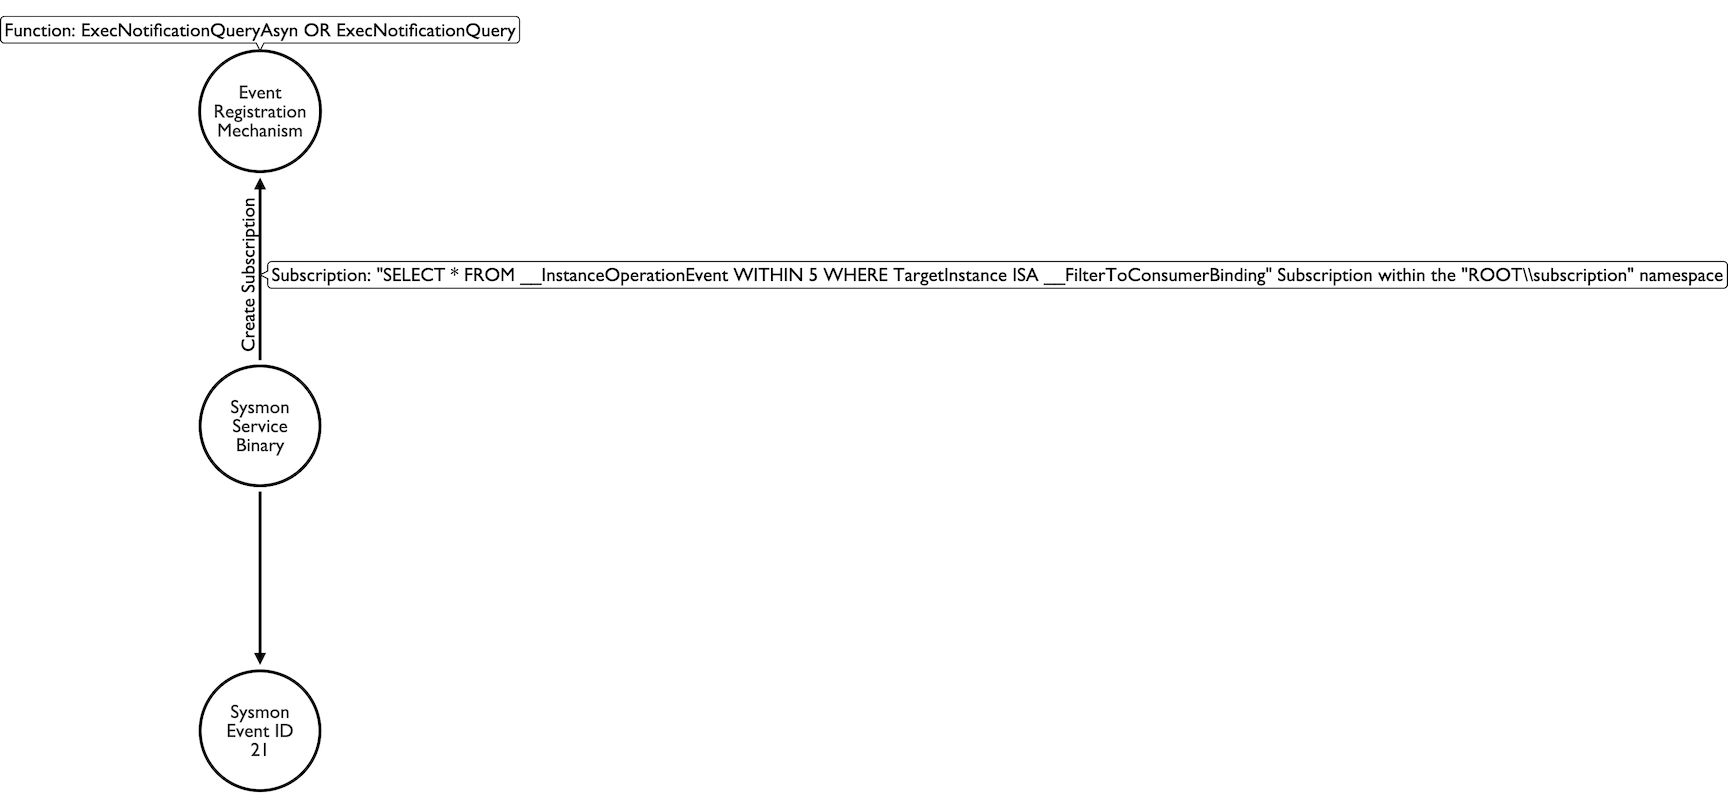 Function: ExecNotificationQueryAsyn OR ExecNotificationQuery
Event
Registration
Mechanism
Create Subscription
Subscription: "SELECT * FROM __InstanceOperationEvent WITHIN 5 WHERE TargetInstance ISA __FilterToConsumerBinding" Subscription within the "ROOT\\subscription" namespace
Sysmon
Service
Binary
Sysmon
Event ID
21